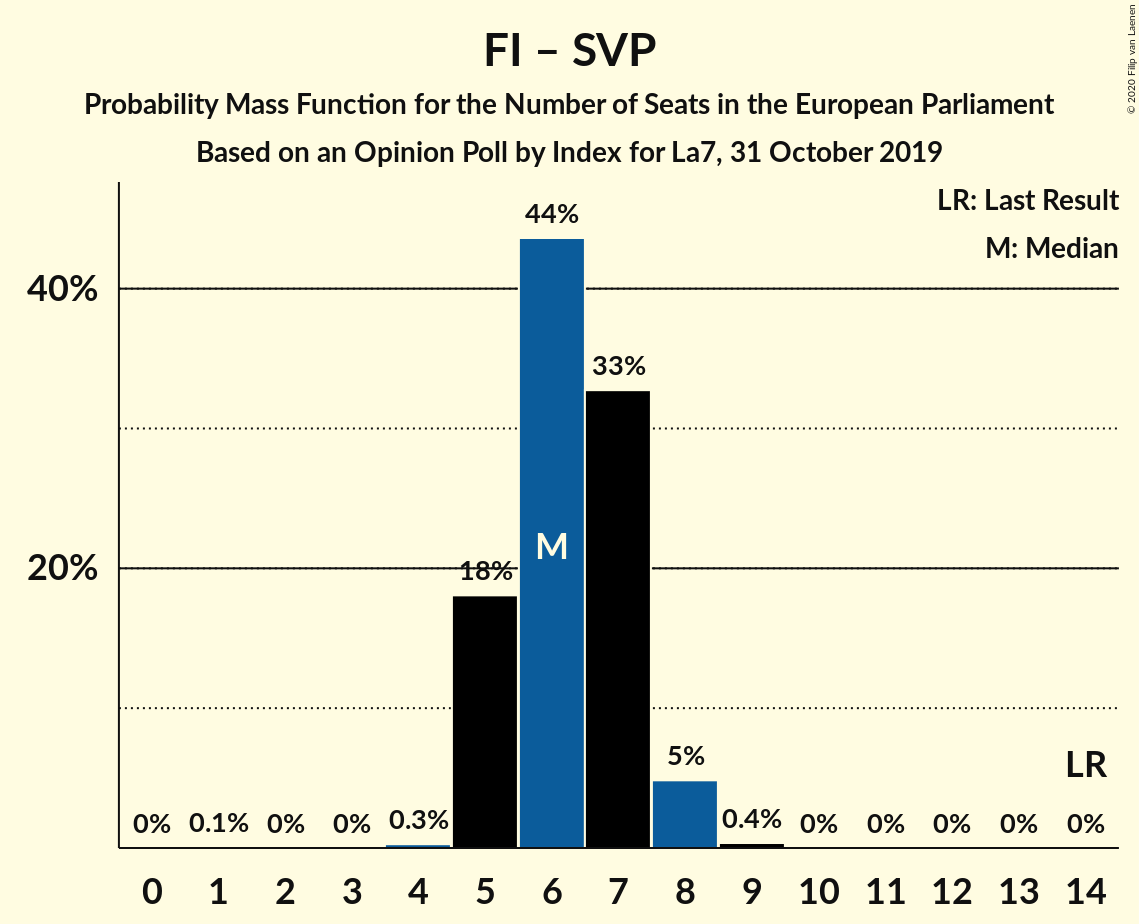 FI – SVP
Probability Mass Function for the Number of Seats in the European Parliament
Based on an Opinion Poll by Index for La7, 31 October 2019
© 2020 Filip van Laenen
LR: Last Result
M: Median
44%
40%
33%
M
20%
18%
5%
LR
0% 0.1% 0% 0% 0.3% 0.4% 0% 0% 0% 0% 0%
0 1 2 3 4 5 6 7 8 9 10 11 12 13 14